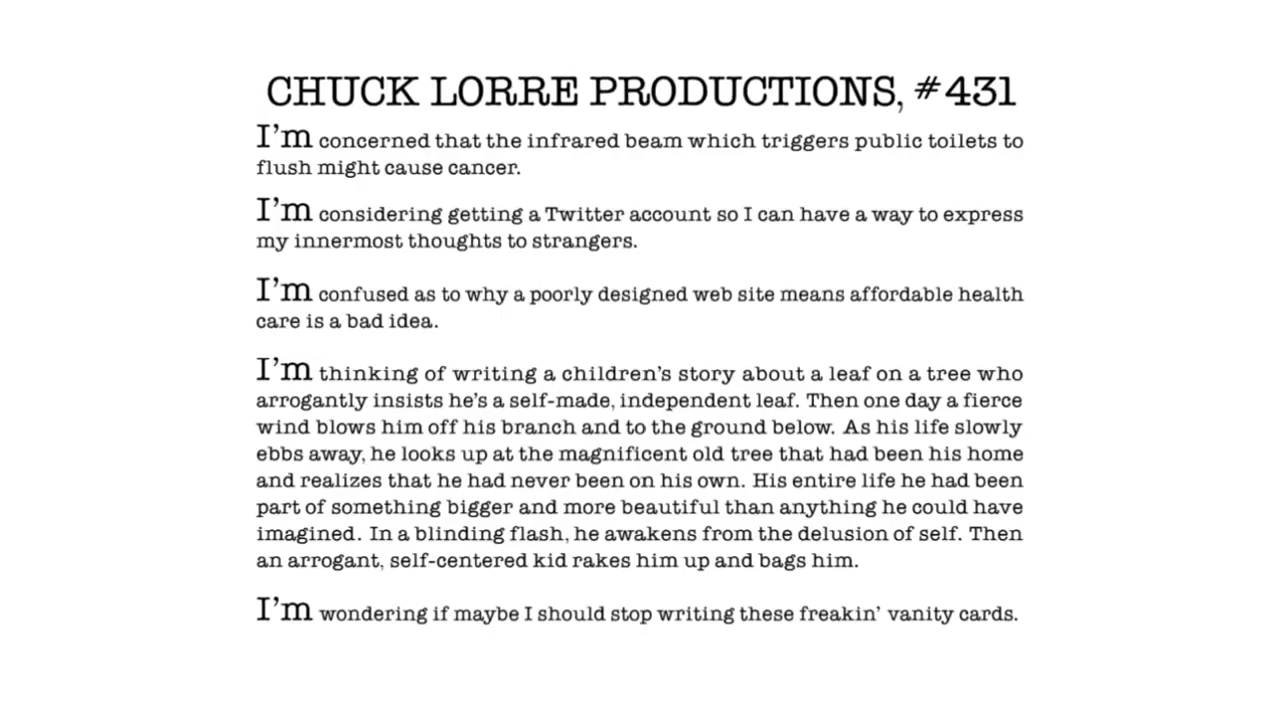 CHUCK LORRE PRODUCTIONS, #431
I'm concerned that the infrared beam which triggers public toilets to
flush might cause cancer.
I'm considering getting a Twitter account so I can have a way to express
my innermost thoughts to strangers.
I'm confused as to why a poorly designed web site means affordable health
care is a bad idea.
I'm thinking of writing a children's story about a leaf on a tree who
arrogantly insists he's a self-made, independent leaf. Then one day a fierce
wind blows him off his branch and to the ground below. As his life slowly
ebbs away, he looks up at the magnificent old tree that had been his home
and realizes that he had never been on his own. His entire life he had been
part of something bigger and more beautiful than anything he could have
imagined. In a blinding flash, he awakens from the delusion of self. Then
an arrogant, self-centered kid rakes him up and bags him.
I'm wondering if maybe I should stop writing these freakin' vanity cards.